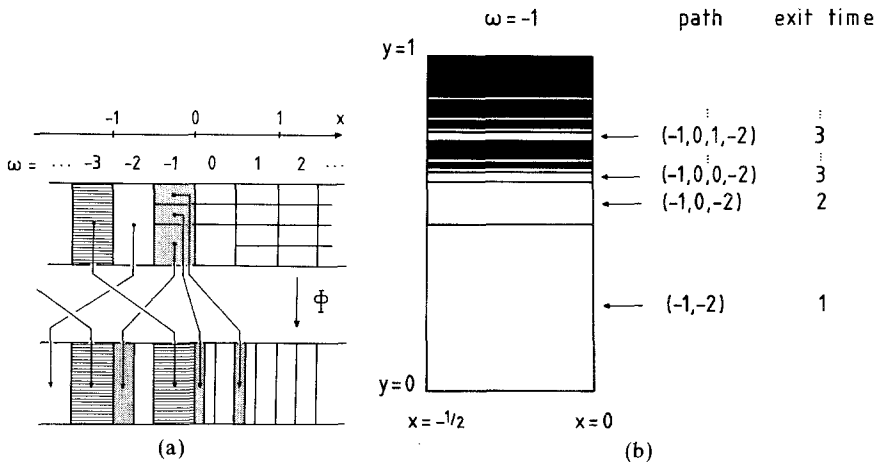 -1 0 1 x
ω = ··· -3 -2 -1 0 1 2 ···
Φ
(a)
ω = -1 path exit time
y = 1
⋮ ⋮
(-1,0,1,-2) 3
⋮ ⋮
(-1,0,0,-2) 3
(-1,0,-2) 2
(-1,-2) 1
y = 0
x = -1/2 x = 0
(b)